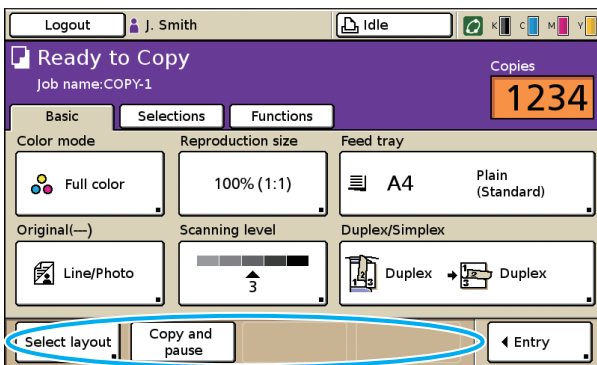 Logout J. Smith Idle K C M Y
Ready to Copy
Job name:COPY-1
Copies
1234
Basic Selections Functions
Color mode Reproduction size Feed tray
Full color 100% (1:1) A4 Plain
(Standard)
Original(---) Scanning level Duplex/Simplex
Line/Photo 3 Duplex Duplex
Select layout Copy and
pause
Entry